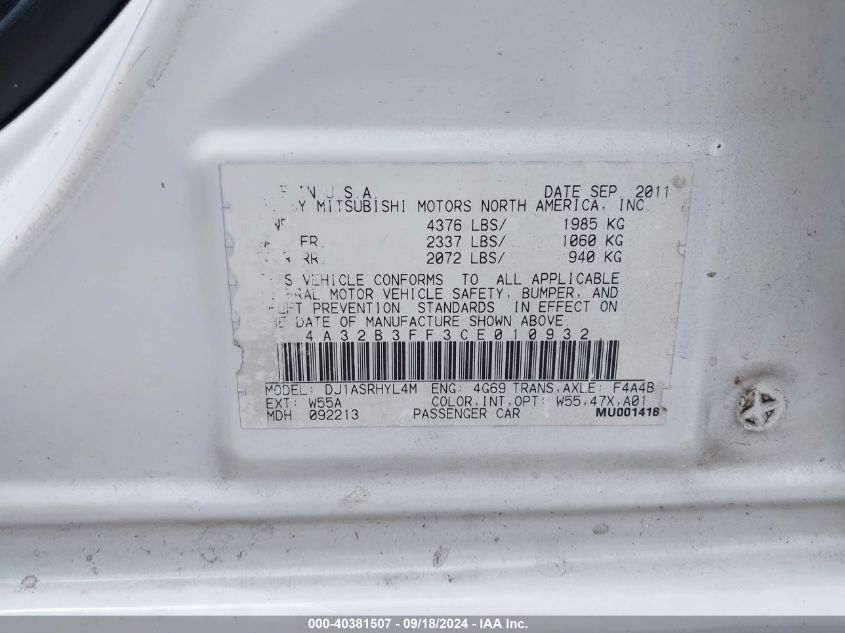 IN U.S.A. DATE SEP 2011
BY MITSUBISHI MOTORS NORTH AMERICA, INC.
4376 LBS/ 1985 KG
2337 LBS/ 1060 KG
2072 LBS/ 940 KG
VEHICLE CONFORMS TO ALL APPLICABLE
MOTOR VEHICLE SAFETY, BUMPER, AND
PREVENTION STANDARDS IN EFFECT ON
DATE OF MANUFACTURE SHOWN ABOVE.
4A32B3FF3CE010932
MODEL: DJ1ASRHYL4M ENG: 4G69 TRANS,AXLE: F4A4B
EXT: W55A COLOR,INT,OPT: W55,47X,A01
MDH 092213 PASSENGER CAR MU001418
000-40381507 - 09/18/2024 - IAA Inc.